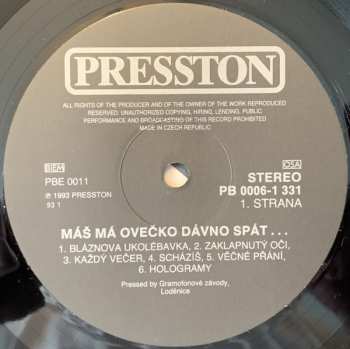 PRESSTON
ALL RIGHTS OF THE PRODUCER AND OF THE OWNER OF THE WORK REPRODUCED
RESERVED. UNAUTHORIZED COPYING, HIRING, LENDING, PUBLIC
PERFORMANCE AND BROADCASTING OF THIS RECORD PROHIBITED
MADE IN CZECH REPUBLIC
BIEM
PBE 0011
OSA
STEREO
PB 0006-1 331
℗ 1993 PRESSTON
93 1
1. STRANA
MÁŠ MÁ OVEČKO DÁVNO SPÁT . . .
1. BLÁZNOVA UKOLÉBAVKA, 2. ZAKLAPNUTÝ OČI,
3. KAŽDÝ VEČER, 4. SCHÁZÍŠ, 5. VĚČNÉ PŘÁNÍ,
6. HOLOGRAMY
Pressed by Gramofonové závody,
Loděnice